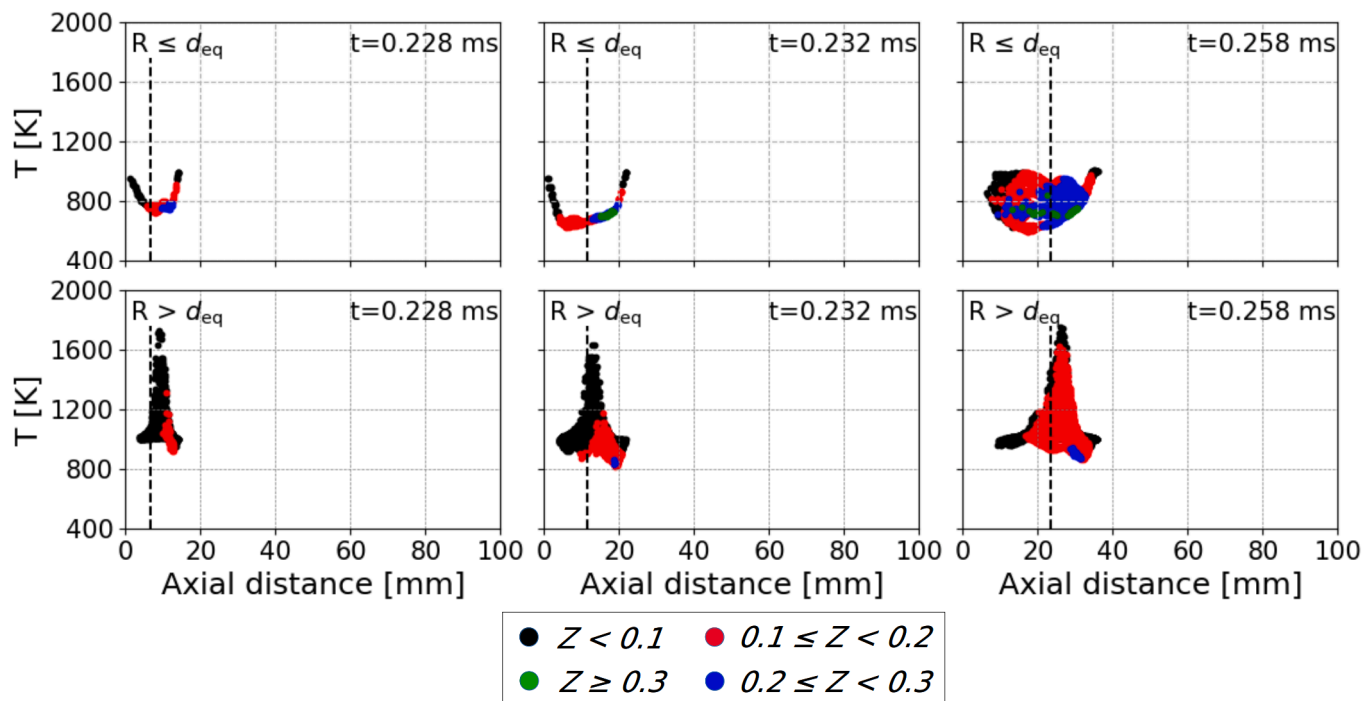 2000
1600
1200
800
400
T [K]
R ≤ deq
t=0.228 ms
R ≤ deq
t=0.232 ms
R ≤ deq
t=0.258 ms
2000
1600
1200
800
400
T [K]
R > deq
t=0.228 ms
R > deq
t=0.232 ms
R > deq
t=0.258 ms
0 20 40 60 80 100
0 20 40 60 80 100
0 20 40 60 80 100
Axial distance [mm]
Axial distance [mm]
Axial distance [mm]
Z < 0.1
0.1 ≤ Z < 0.2
Z ≥ 0.3
0.2 ≤ Z < 0.3